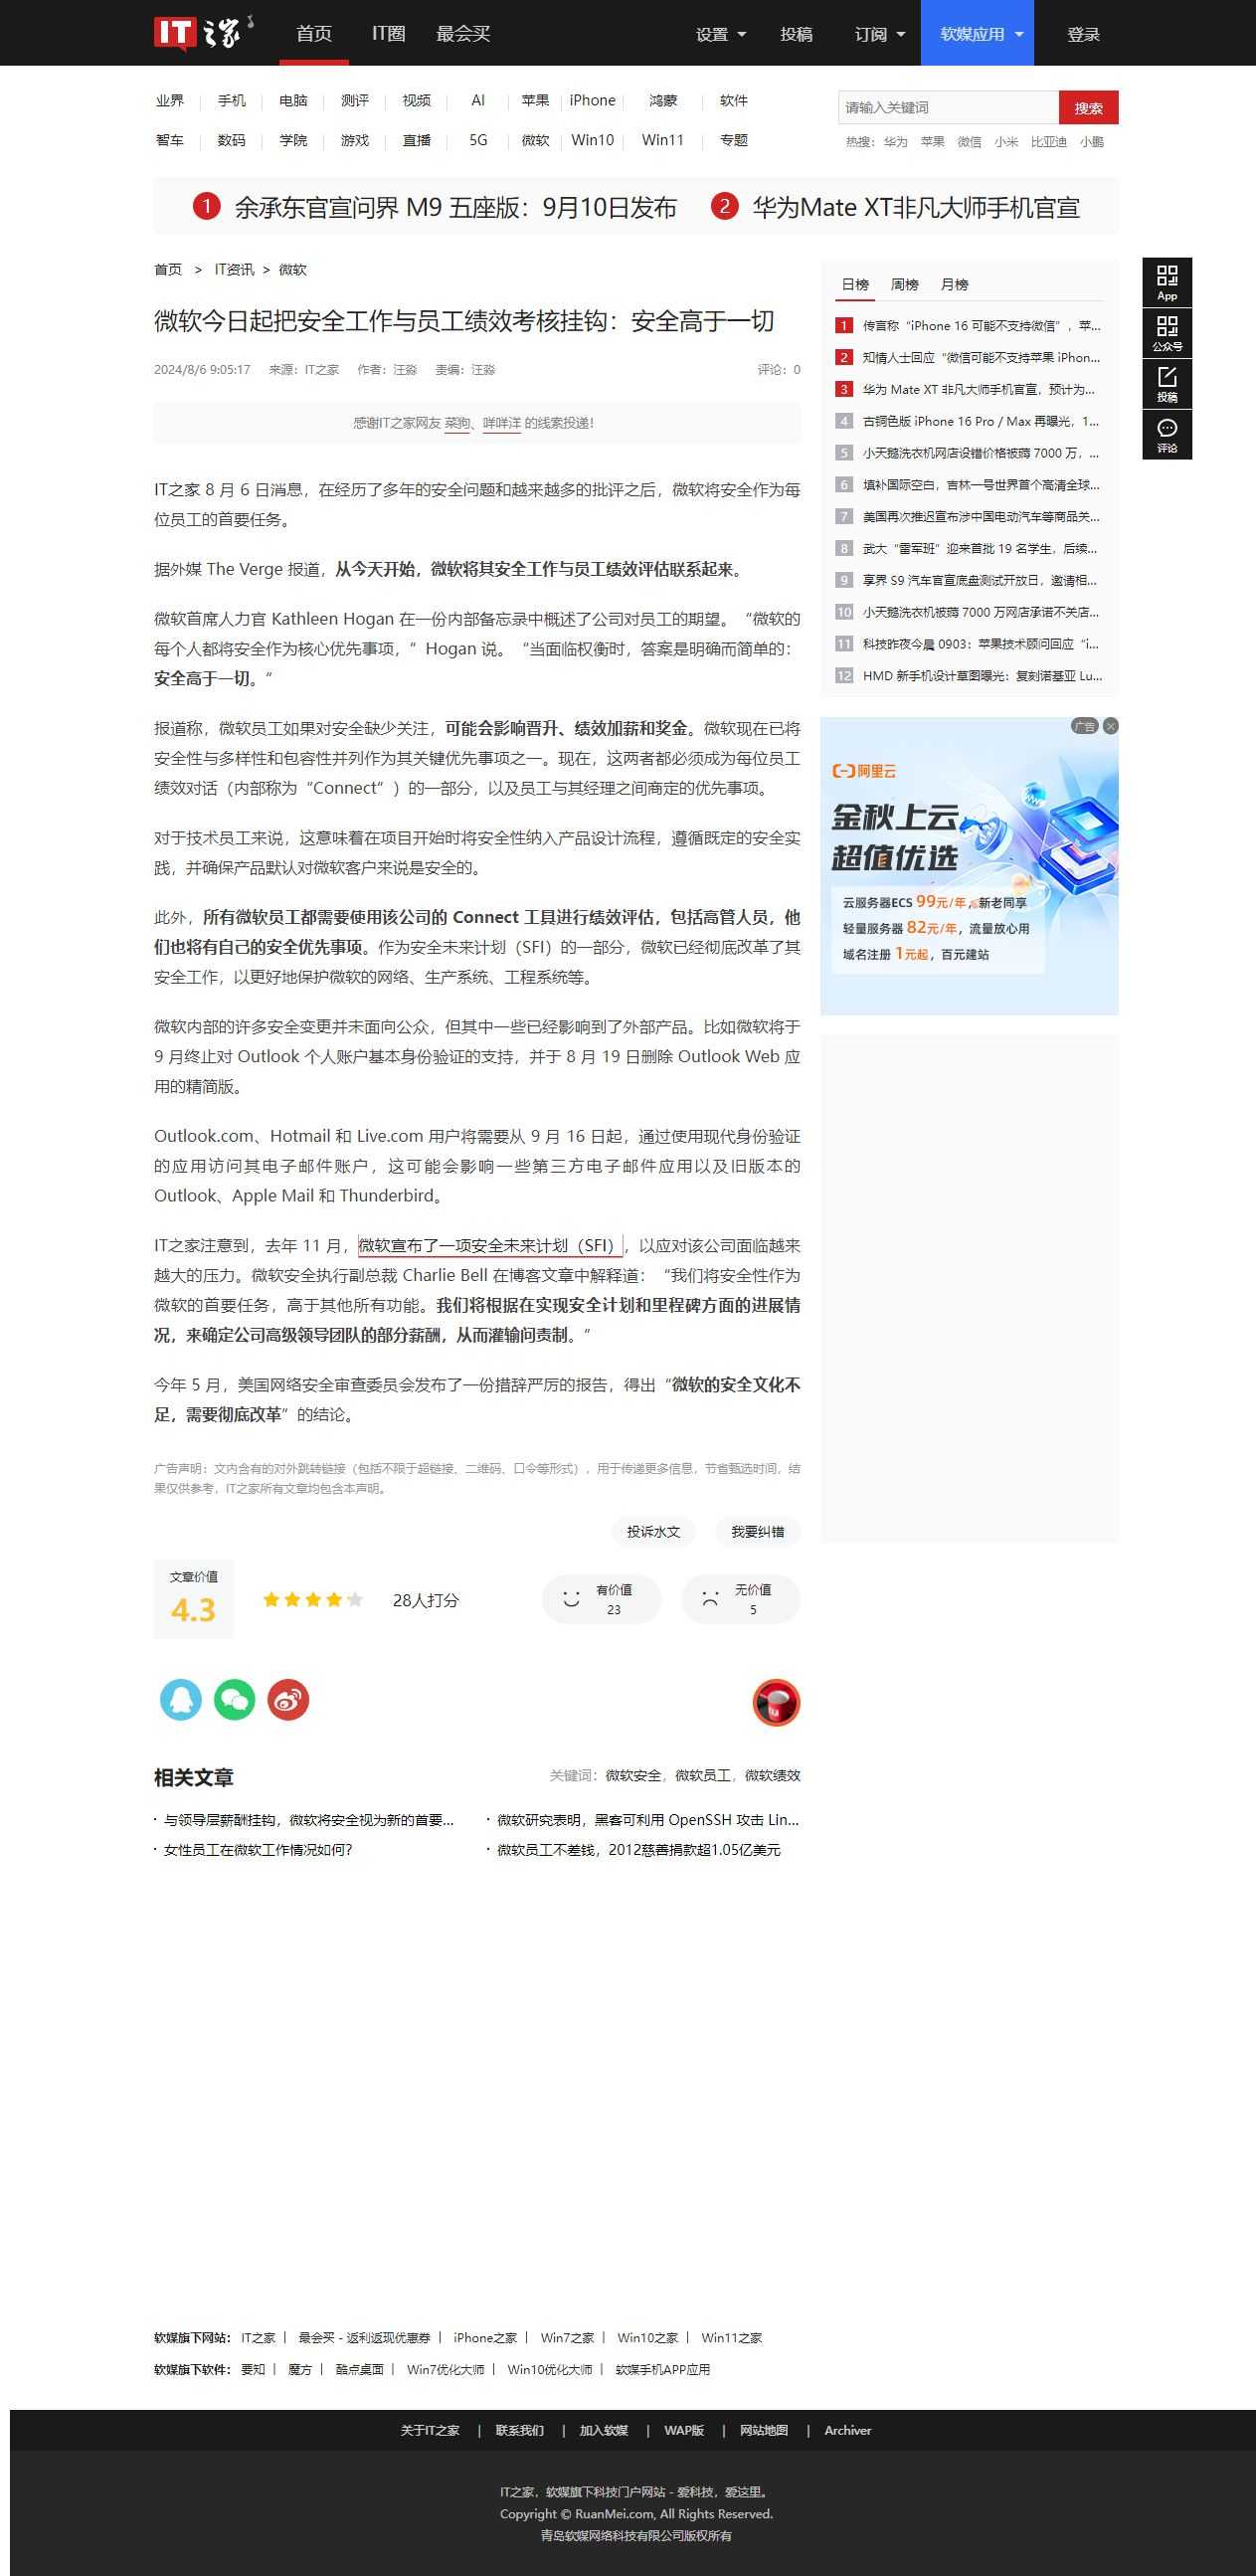 IT之家
首页 IT圈 最会买 设置 投稿 订阅 软媒应用 登录
业界 手机 电脑 测评 视频 AI 苹果 iPhone 鸿蒙 软件
智车 数码 学院 游戏 直播 5G 微软 Win10 Win11 专题
请输入关键词 搜索
热搜: 华为 苹果 微信 小米 比亚迪 小鹏
1 余承东官宣问界 M9 五座版：9月10日发布 2 华为Mate XT非凡大师手机官宣
首页 > IT资讯 > 微软
微软今日起把安全工作与员工绩效考核挂钩：安全高于一切
2024/8/6 9:05:17 来源：IT之家 作者：汪淼 责编：汪淼 评论：0
感谢IT之家网友 菜狗、咩咩洋 的线索投递！
IT之家 8 月 6 日消息，在经历了多年的安全问题和越来越多的批评之后，微软将安全作为每
位员工的首要任务。
据外媒 The Verge 报道，从今天开始，微软将其安全工作与员工绩效评估联系起来。
微软首席人力官 Kathleen Hogan 在一份内部备忘录中概述了公司对员工的期望。“微软的
每个人都将安全作为核心优先事项，”Hogan 说。“当面临权衡时，答案是明确而简单的：
安全高于一切。“
报道称，微软员工如果对安全缺少关注，可能会影响晋升、绩效加薪和奖金。微软现在已将
安全性与多样性和包容性并列作为其关键优先事项之一。现在，这两者都必须成为每位员工
绩效对话（内部称为“Connect”）的一部分，以及员工与其经理之间商定的优先事项。
对于技术员工来说，这意味着在项目开始时将安全性纳入产品设计流程，遵循既定的安全实
践，并确保产品默认对微软客户来说是安全的。
此外，所有微软员工都需要使用该公司的 Connect 工具进行绩效评估，包括高管人员，他
们也将有自己的安全优先事项。作为安全未来计划（SFI）的一部分，微软已经彻底改革了其
安全工作，以更好地保护微软的网络、生产系统、工程系统等。
微软内部的许多安全变更并未面向公众，但其中一些已经影响到了外部产品。比如微软将于
9 月终止对 Outlook 个人账户基本身份验证的支持，并于 8 月 19 日删除 Outlook Web 应
用的精简版。
Outlook.com、Hotmail 和 Live.com 用户将需要从 9 月 16 日起，通过使用现代身份验证
的应用访问其电子邮件账户，这可能会影响一些第三方电子邮件应用以及旧版本的
Outlook、Apple Mail 和 Thunderbird。
IT之家注意到，去年 11 月，微软宣布了一项安全未来计划（SFI），以应对该公司面临越来
越大的压力。微软安全执行副总裁 Charlie Bell 在博客文章中解释道：“我们将安全性作为
微软的首要任务，高于其他所有功能。我们将根据在实现安全计划和里程碑方面的进展情
况，来确定公司高级领导团队的部分薪酬，从而灌输问责制。“
今年 5 月，美国网络安全审查委员会发布了一份措辞严厉的报告，得出“微软的安全文化不
足，需要彻底改革”的结论。
广告声明：文内含有的对外跳转链接（包括不限于超链接、二维码、口令等形式），用于传递更多信息，节省甄选时间，结
果仅供参考，IT之家所有文章均包含本声明。
投诉水文 我要纠错
文章价值
4.3
28人打分
有价值
23
无价值
5
相关文章 关键词：微软安全，微软员工，微软绩效
· 与领导层薪酬挂钩，微软将安全视为新的首要...
· 微软研究表明，黑客可利用 OpenSSH 攻击 Lin...
· 女性员工在微软工作情况如何？
· 微软员工不差钱，2012慈善捐款超1.05亿美元
日榜 周榜 月榜
1 传言称“iPhone 16 可能不支持微信”，苹...
2 知情人士回应“微信可能不支持苹果 iPhon...
3 华为 Mate XT 非凡大师手机官宣，预计为...
4 古铜色版 iPhone 16 Pro / Max 再曝光，1...
5 小天鹅洗衣机网店设错价格被薅 7000 万，...
6 填补国际空白，吉林一号世界首个高清全球...
7 美国再次推迟宣布涉中国电动汽车等商品关...
8 武大“雷军班”迎来首批 19 名学生，后续...
9 享界 S9 汽车官宣底盘测试开放日，邀请相...
10 小天鹅洗衣机被薅 7000 万网店承诺不关店...
11 科技昨夜今晨 0903：苹果技术顾问回应“i...
12 HMD 新手机设计草图曝光：复刻诺基亚 Lu...
广告
阿里云
金秋上云
超值优选
云服务器ECS 99元/年，新老同享
轻量服务器 82元/年，流量放心用
域名注册 1元起，百元建站
App
公众号
投稿
评论
软媒旗下网站： IT之家 | 最会买 - 返利返现优惠券 | iPhone之家 | Win7之家 | Win10之家 | Win11之家
软媒旗下软件： 要知 | 魔方 | 酷点桌面 | Win7优化大师 | Win10优化大师 | 软媒手机APP应用
关于IT之家 | 联系我们 | 加入软媒 | WAP版 | 网站地图 | Archiver
IT之家，软媒旗下科技门户网站 - 爱科技，爱这里。
Copyright © RuanMei.com, All Rights Reserved.
青岛软媒网络科技有限公司版权所有